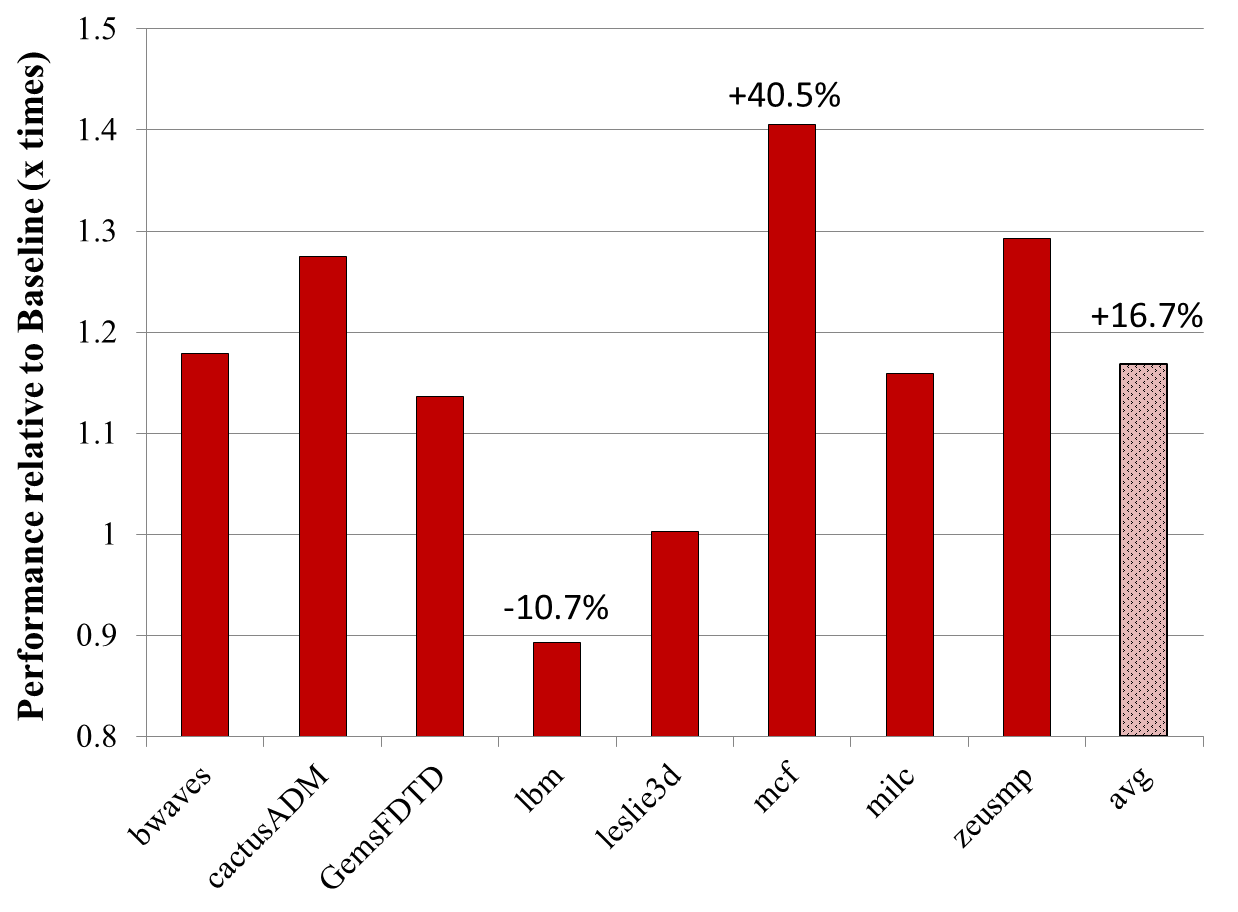 Performance relative to Baseline (x times)
1.5
1.4
1.3
1.2
1.1
1
0.9
0.8
+40.5%
+16.7%
-10.7%
bwaves
cactusADM
GemsFDTD
lbm
leslie3d
mcf
milc
zeusmp
avg